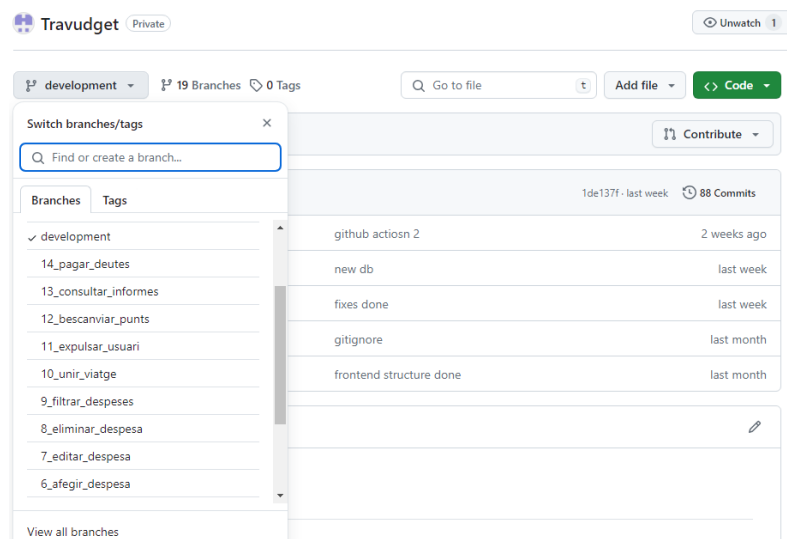 Travudget Private
Unwatch 1
development 19 Branches 0 Tags Go to file t Add file Code
Switch branches/tags
Find or create a branch...
Contribute
Branches Tags
1de137f · last week 88 Commits
development github actiosn 2 2 weeks ago
14_pagar_deutes
new db last week
13_consultar_informes
fixes done last week
12_bescanviar_punts
11_expulsar_usuari gitignore last month
10_unir_viatge frontend structure done last month
9_filtrar_despeses
8_eliminar_despesa
7_editar_despesa
6_afegir_despesa
View all branches